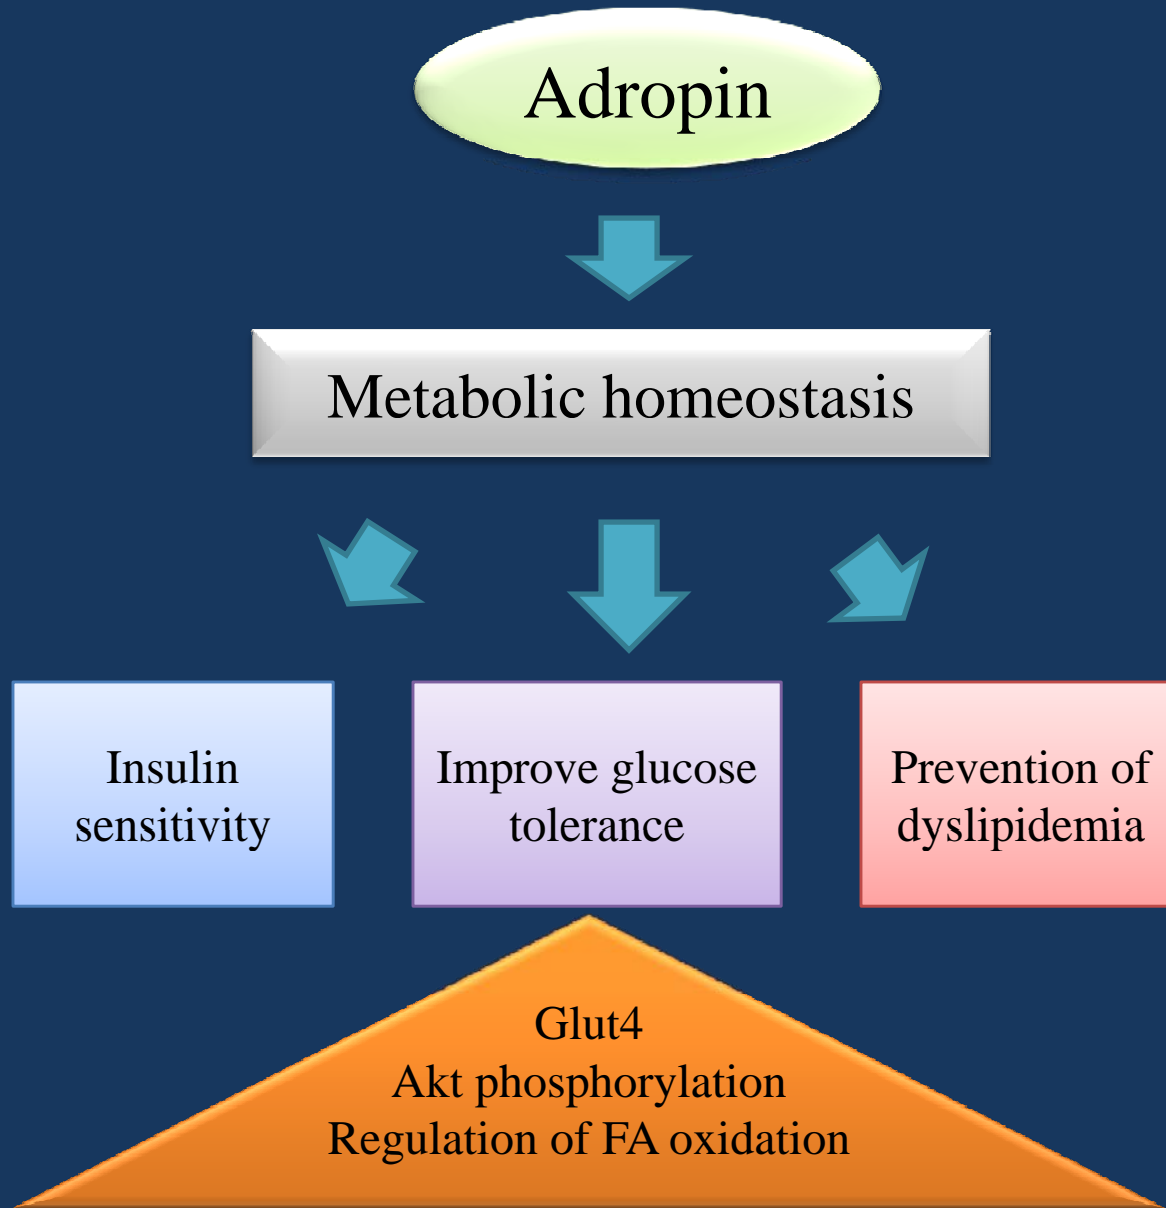 Adropin
Metabolic homeostasis
Insulin
sensitivity
Improve glucose
tolerance
Prevention of
dyslipidemia
Glut4
Akt phosphorylation
Regulation of FA oxidation